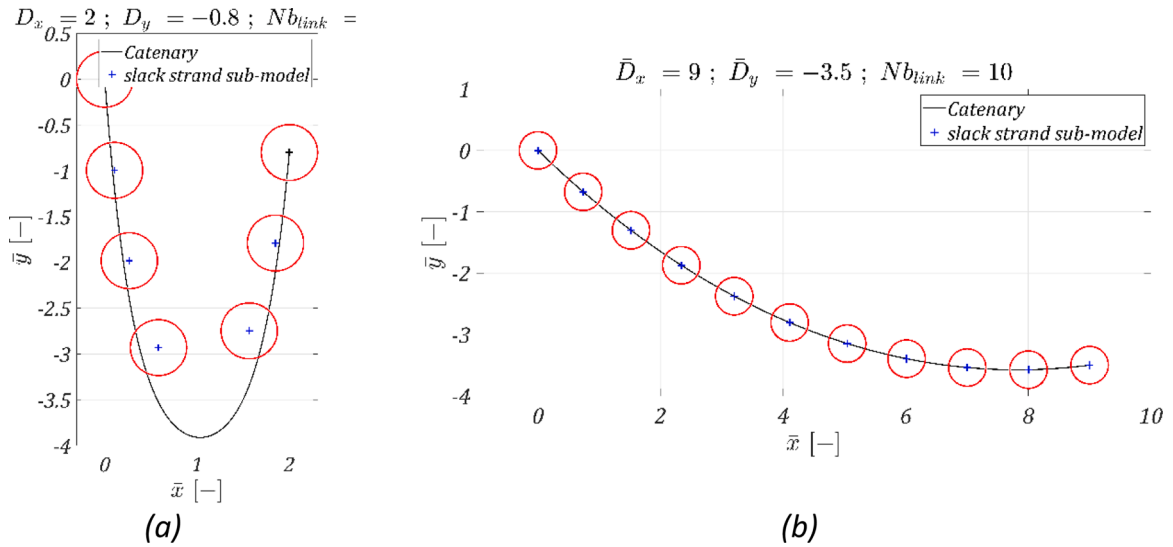 D_x = 2 ; D_y = −0.8 ; Nb_link =
0.5
0
-0.5
-1
-1.5
-2
-2.5
-3
-3.5
-4
ȳ [−]
Catenary
slack strand sub-model
0 1 2
x̄ [−]
(a)
D̄_x = 9 ; D̄_y = −3.5 ; Nb_link = 10
1
0
-1
-2
-3
-4
ȳ [−]
Catenary
slack strand sub-model
0 2 4 6 8 10
x̄ [−]
(b)